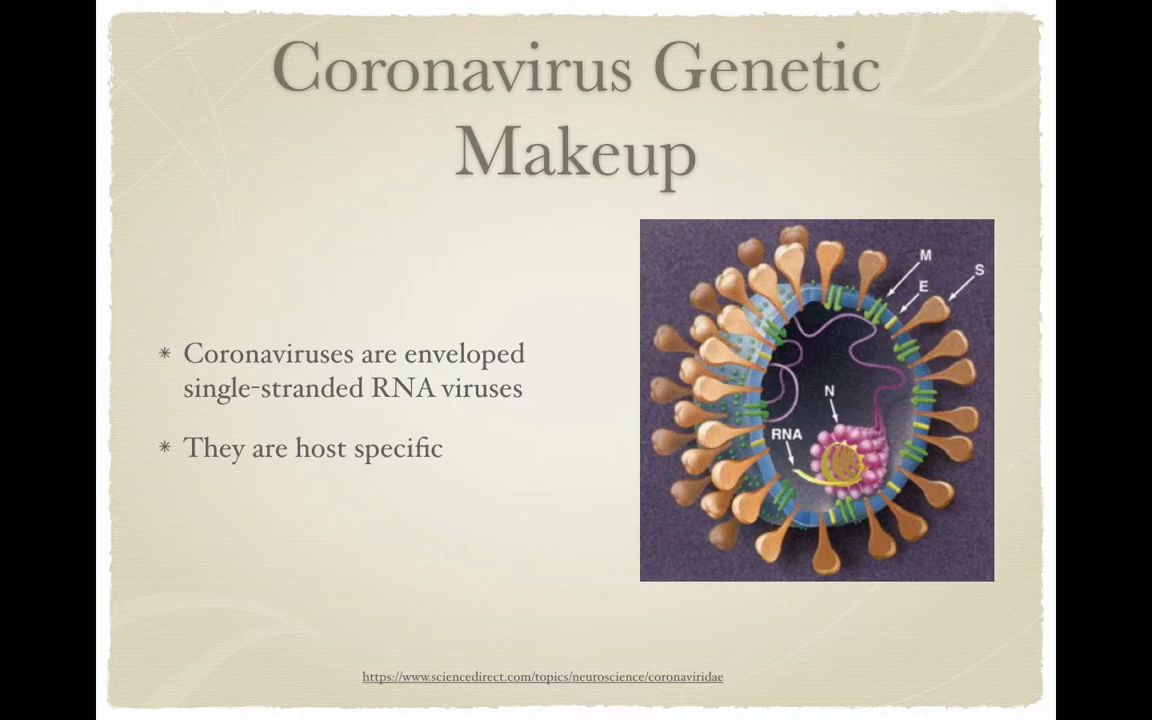 Coronavirus Genetic
Makeup
✴ Coronaviruses are enveloped
single-stranded RNA viruses
✴ They are host specific
M
S
E
N
RNA
https://www.sciencedirect.com/topics/neuroscience/coronaviridae